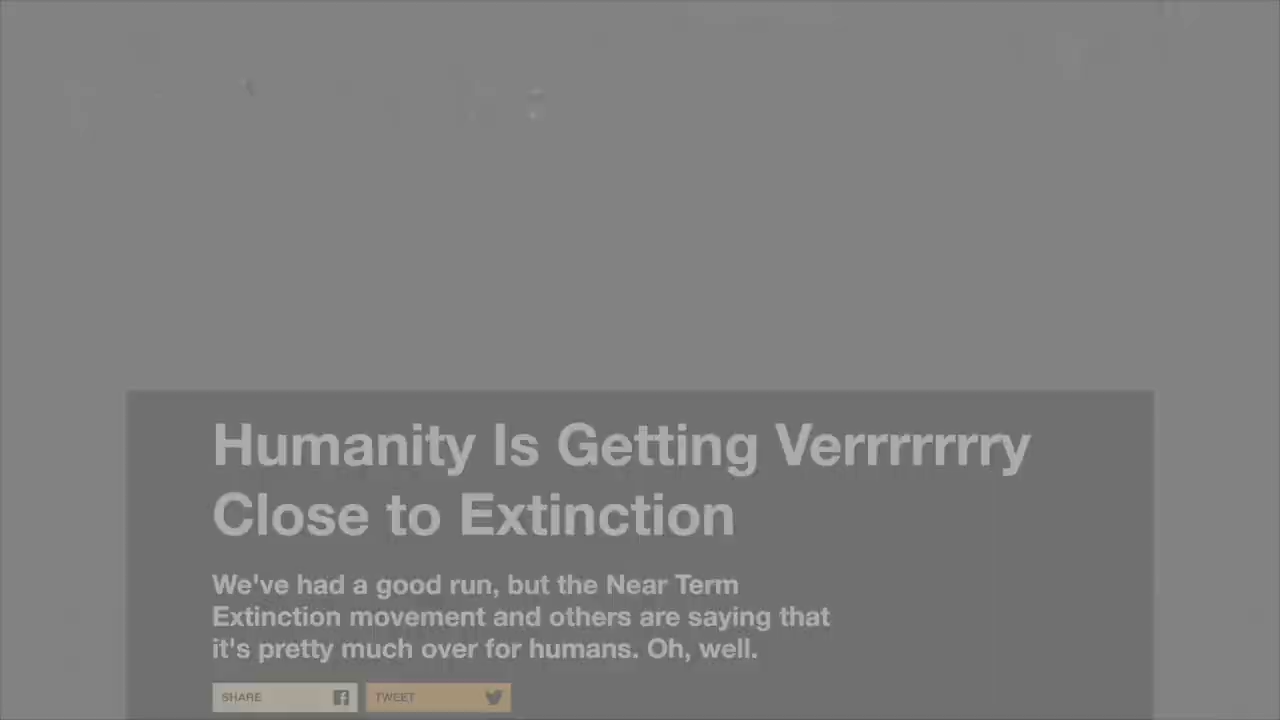 Humanity Is Getting Verrrrrrry
Close to Extinction
We've had a good run, but the Near Term
Extinction movement and others are saying that
it's pretty much over for humans. Oh, well.
SHARE
TWEET